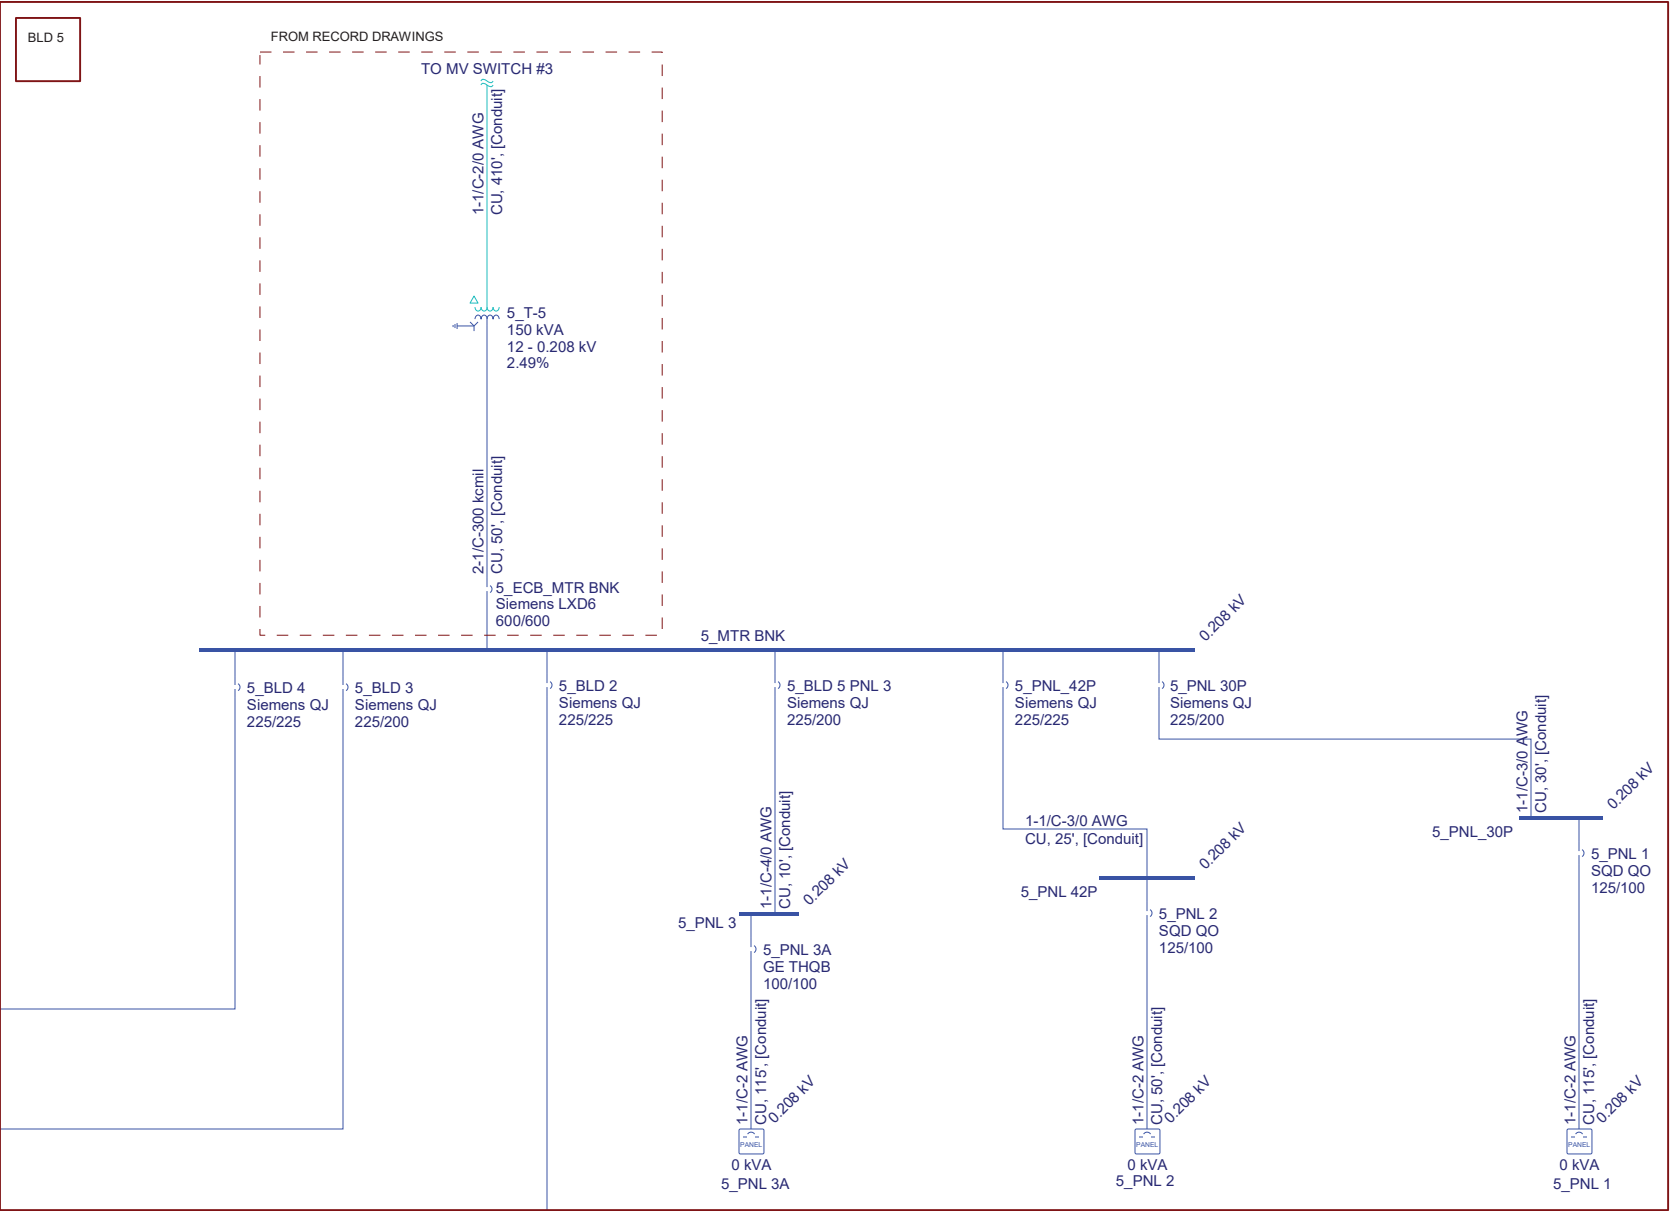 BLD 5
FROM RECORD DRAWINGS
TO MV SWITCH #3
1-1/C-2/0 AWG
CU, 410', [Conduit]
5_T-5
150 kVA
12 - 0.208 kV
2.49%
2-1/C-300 kcmil
CU, 50', [Conduit]
5_ECB_MTR BNK
Siemens LXD6
600/600
5_MTR BNK
0.208 kV
5_BLD 4
Siemens QJ
225/225
5_BLD 3
Siemens QJ
225/200
5_BLD 2
Siemens QJ
225/225
5_BLD 5 PNL 3
Siemens QJ
225/200
5_PNL_42P
Siemens QJ
225/225
5_PNL 30P
Siemens QJ
225/200
1-1/C-3/0 AWG
CU, 30', [Conduit]
0.208 kV
5_PNL_30P
1-1/C-4/0 AWG
CU, 10', [Conduit]
0.208 kV
5_PNL 3
1-1/C-3/0 AWG
CU, 25', [Conduit]
0.208 kV
5_PNL 42P
5_PNL 1
SQD QO
125/100
5_PNL 2
SQD QO
125/100
5_PNL 3A
GE THQB
100/100
1-1/C-2 AWG
CU, 115', [Conduit]
0.208 kV
PANEL
0 kVA
5_PNL 3A
1-1/C-2 AWG
CU, 50', [Conduit]
0.208 kV
PANEL
0 kVA
5_PNL 2
1-1/C-2 AWG
CU, 115', [Conduit]
0.208 kV
PANEL
0 kVA
5_PNL 1